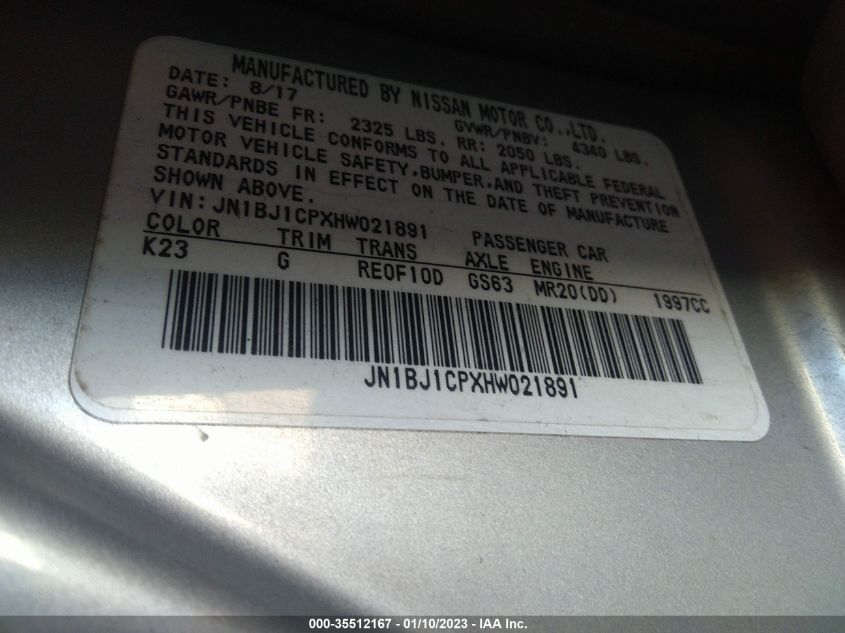 MANUFACTURED BY NISSAN MOTOR CO.,LTD.
DATE: 8/17 GVWR/PNBV: 4340 LBS.
GAWR/PNBE FR: 2325 LBS. RR: 2050 LBS.
THIS VEHICLE CONFORMS TO ALL APPLICABLE FEDERAL
MOTOR VEHICLE SAFETY,BUMPER,AND THEFT PREVENTION
STANDARDS IN EFFECT ON THE DATE OF MANUFACTURE
SHOWN ABOVE.
VIN:JN1BJ1CPXHW021891 PASSENGER CAR
COLOR TRIM TRANS AXLE ENGINE
K23 G RE0F10D GS63 MR20(DD) 1997CC
JN1BJ1CPXHW021891
000-35512167 - 01/10/2023 - IAA Inc.